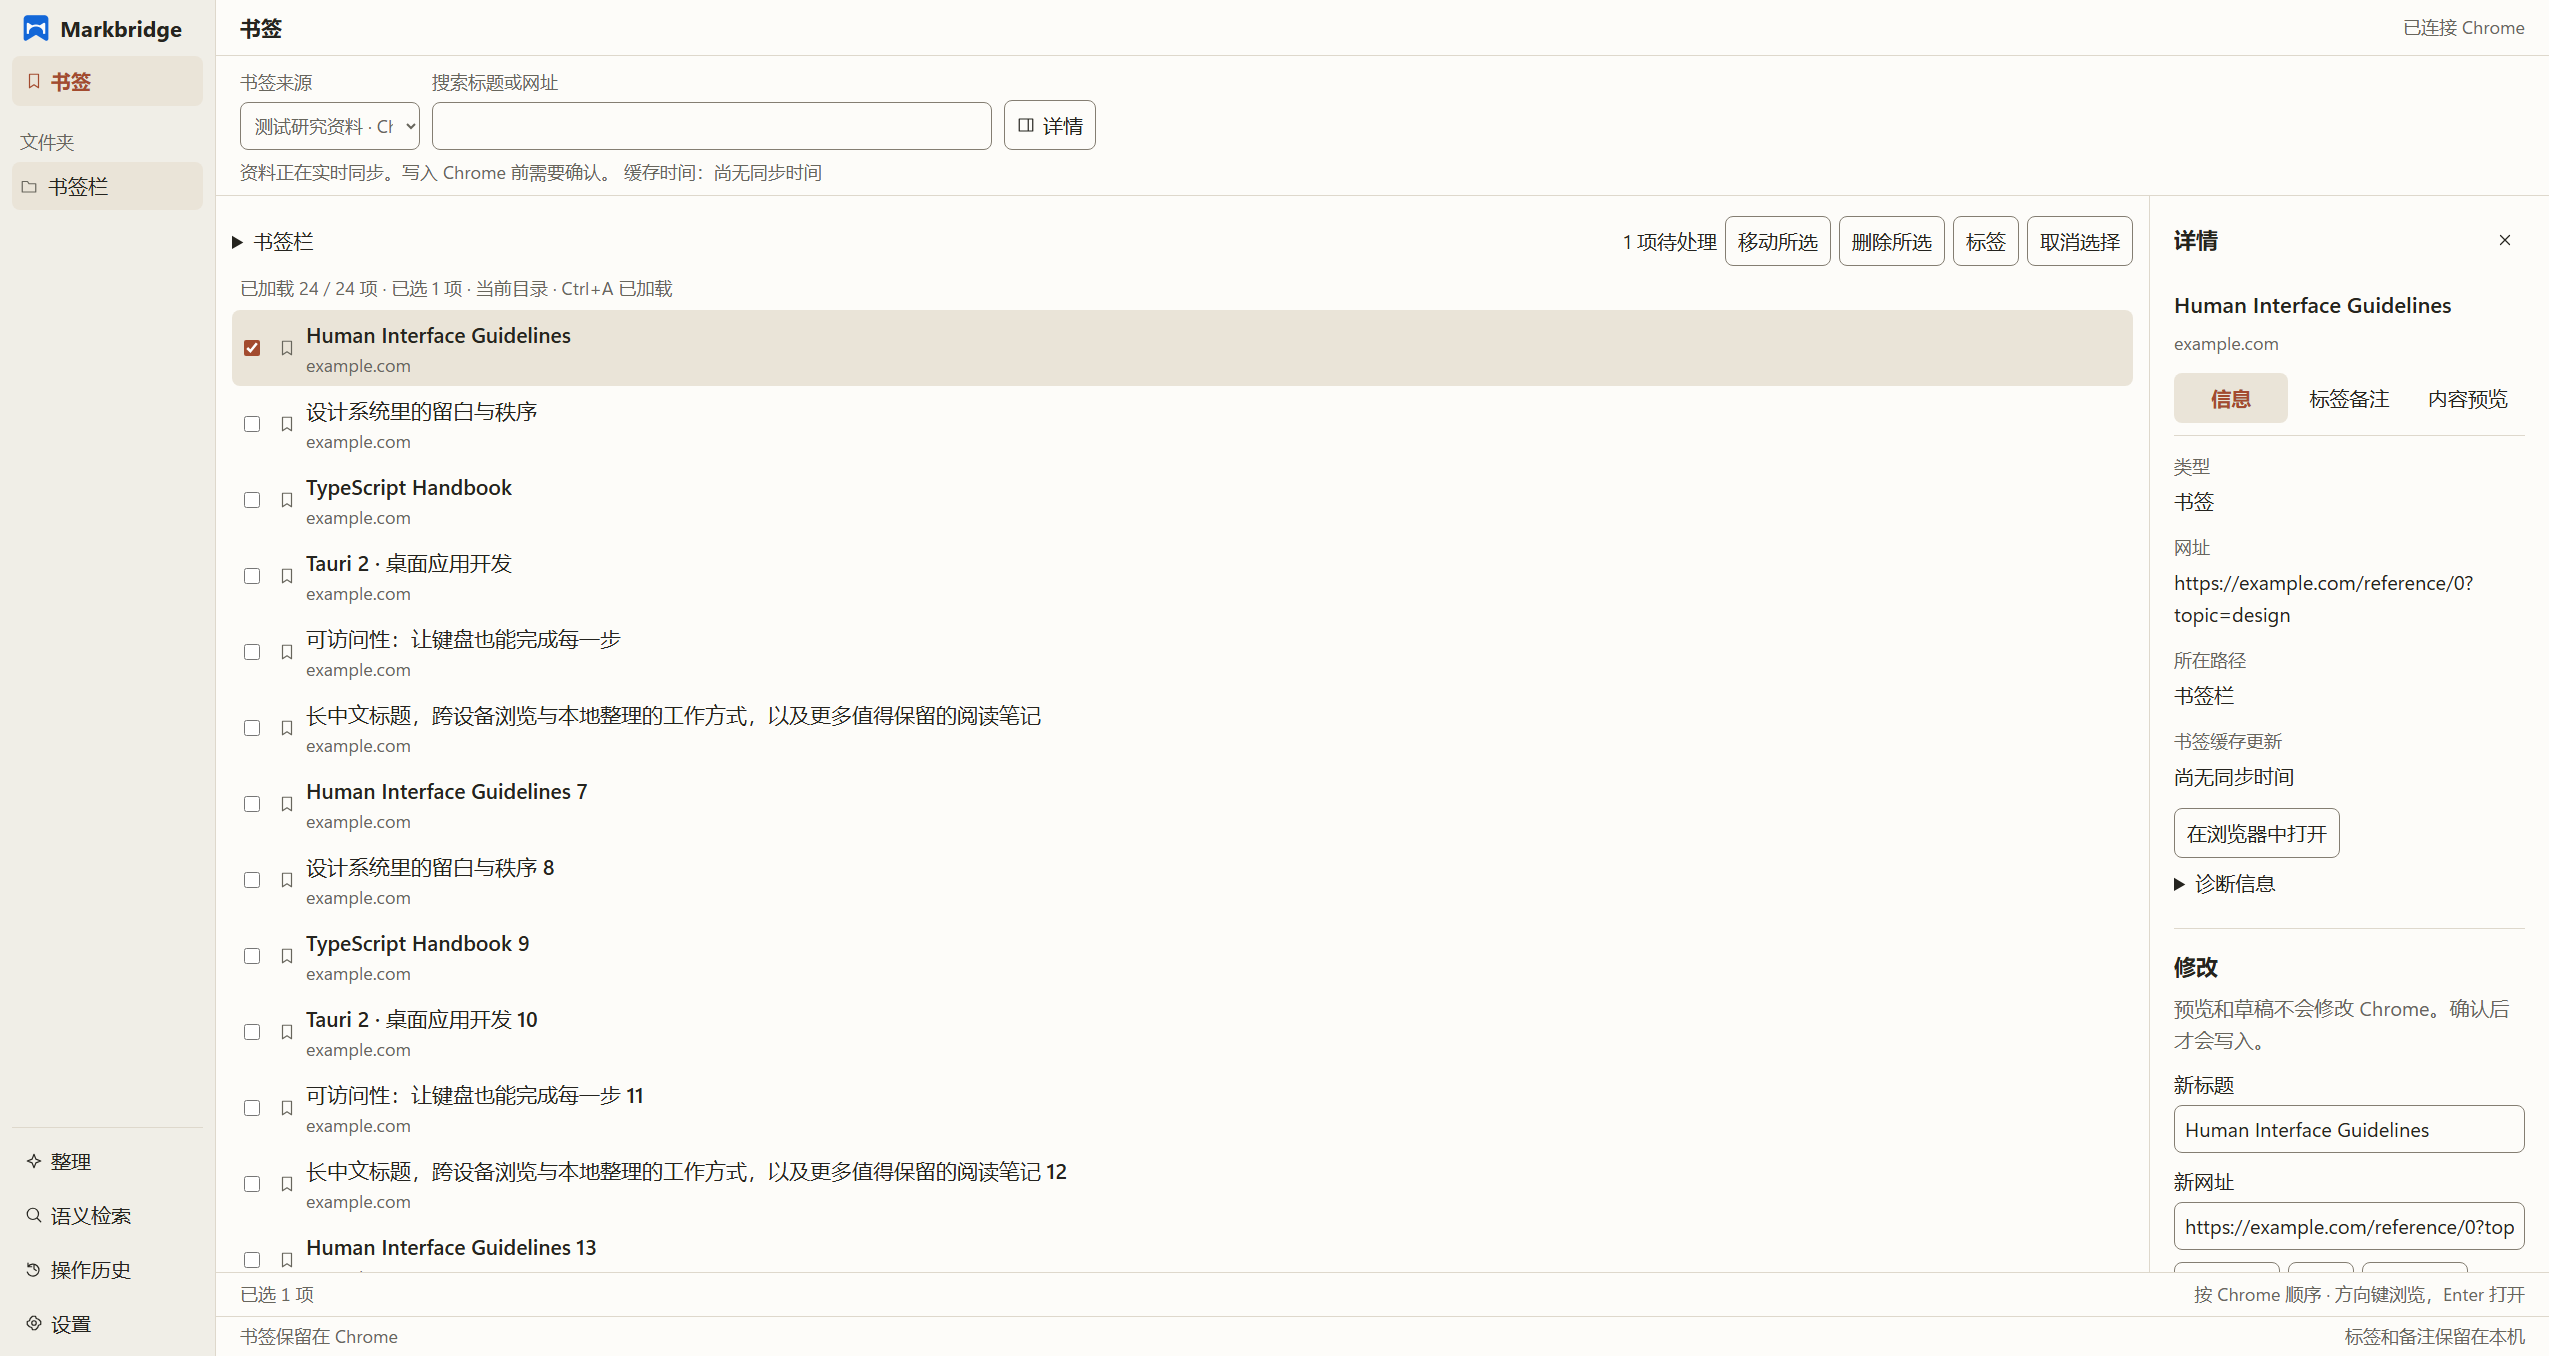 Markbridge
书签
文件夹
书签栏
整理
语义检索
操作历史
设置
书签
已连接 Chrome
书签来源
搜索标题或网址
测试研究资料 · Ch
详情
资料正在实时同步。写入 Chrome 前需要确认。 缓存时间：尚无同步时间
书签栏
1 项待处理
移动所选
删除所选
标签
取消选择
已加载 24 / 24 项 · 已选 1 项 · 当前目录 · Ctrl+A 已加载
Human Interface Guidelines
example.com
设计系统里的留白与秩序
example.com
TypeScript Handbook
example.com
Tauri 2 · 桌面应用开发
example.com
可访问性：让键盘也能完成每一步
example.com
长中文标题，跨设备浏览与本地整理的工作方式，以及更多值得保留的阅读笔记
example.com
Human Interface Guidelines 7
example.com
设计系统里的留白与秩序 8
example.com
TypeScript Handbook 9
example.com
Tauri 2 · 桌面应用开发 10
example.com
可访问性：让键盘也能完成每一步 11
example.com
长中文标题，跨设备浏览与本地整理的工作方式，以及更多值得保留的阅读笔记 12
example.com
Human Interface Guidelines 13
详情
Human Interface Guidelines
example.com
信息
标签备注
内容预览
类型
书签
网址
https://example.com/reference/0?
topic=design
所在路径
书签栏
书签缓存更新
尚无同步时间
在浏览器中打开
诊断信息
修改
预览和草稿不会修改 Chrome。确认后
才会写入。
新标题
Human Interface Guidelines
新网址
https://example.com/reference/0?top
已选 1 项
按 Chrome 顺序 · 方向键浏览，Enter 打开
书签保留在 Chrome
标签和备注保留在本机